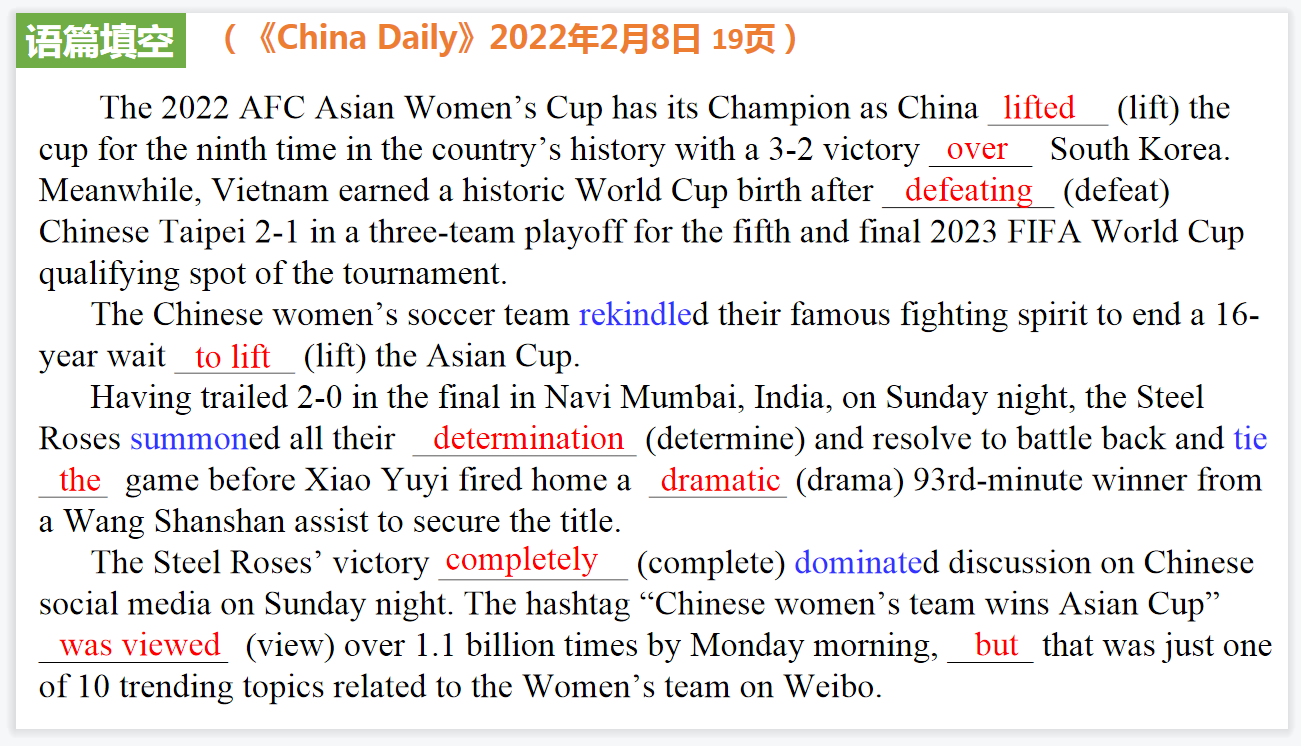 语篇填空 (《China Daily》2022年2月8日 19页)
The 2022 AFC Asian Women's Cup has its Champion as China lifted (lift) the
cup for the ninth time in the country's history with a 3-2 victory over South Korea.
Meanwhile, Vietnam earned a historic World Cup birth after defeating (defeat)
Chinese Taipei 2-1 in a three-team playoff for the fifth and final 2023 FIFA World Cup
qualifying spot of the tournament.
The Chinese women's soccer team rekindled their famous fighting spirit to end a 16-
year wait to lift (lift) the Asian Cup.
Having trailed 2-0 in the final in Navi Mumbai, India, on Sunday night, the Steel
Roses summoned all their determination (determine) and resolve to battle back and tie
the game before Xiao Yuyi fired home a dramatic (drama) 93rd-minute winner from
a Wang Shanshan assist to secure the title.
The Steel Roses' victory completely (complete) dominated discussion on Chinese
social media on Sunday night. The hashtag "Chinese women's team wins Asian Cup"
was viewed (view) over 1.1 billion times by Monday morning, but that was just one
of 10 trending topics related to the Women's team on Weibo.